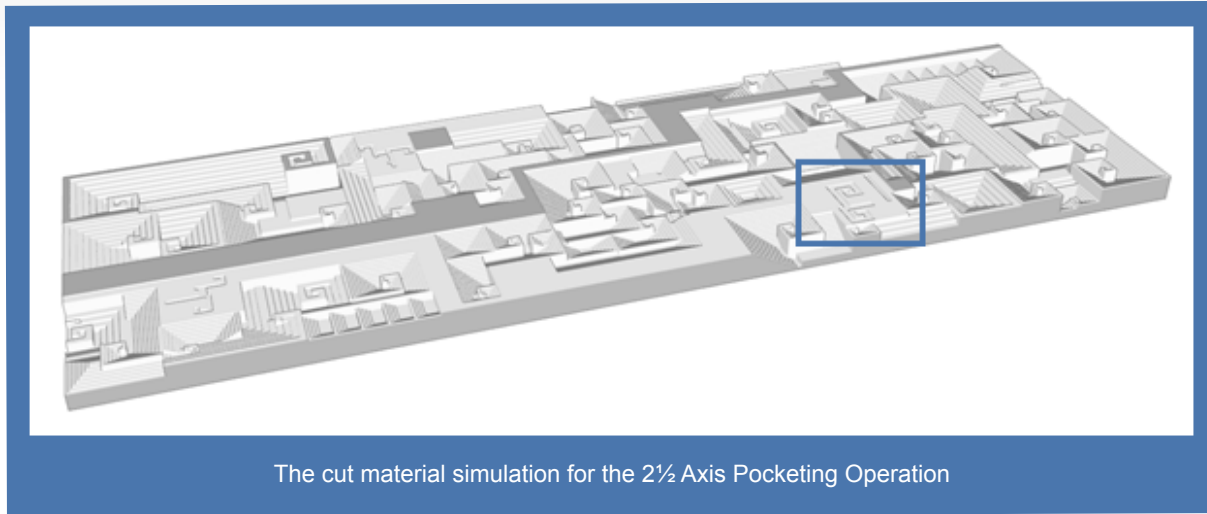 The cut material simulation for the 2½ Axis Pocketing Operation